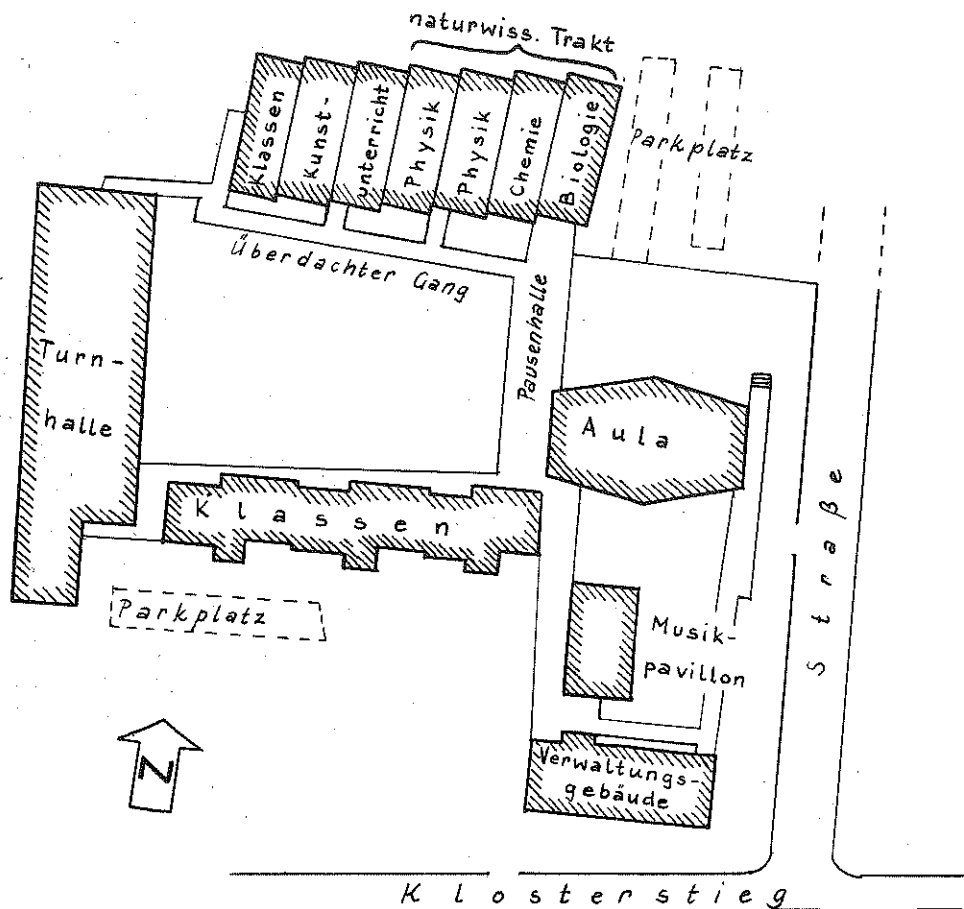 naturwiss. Trakt
Klassen
Kunst-
unterricht
Physik
Physik
Chemie
Biologie
Parkplatz
Überdachter Gang
Pausenhalle
Turn-
halle
Aula
Klassen
Straße
Parkplatz
Musik-
pavillon
N
Verwaltungs-
gebäude
Klosterstieg